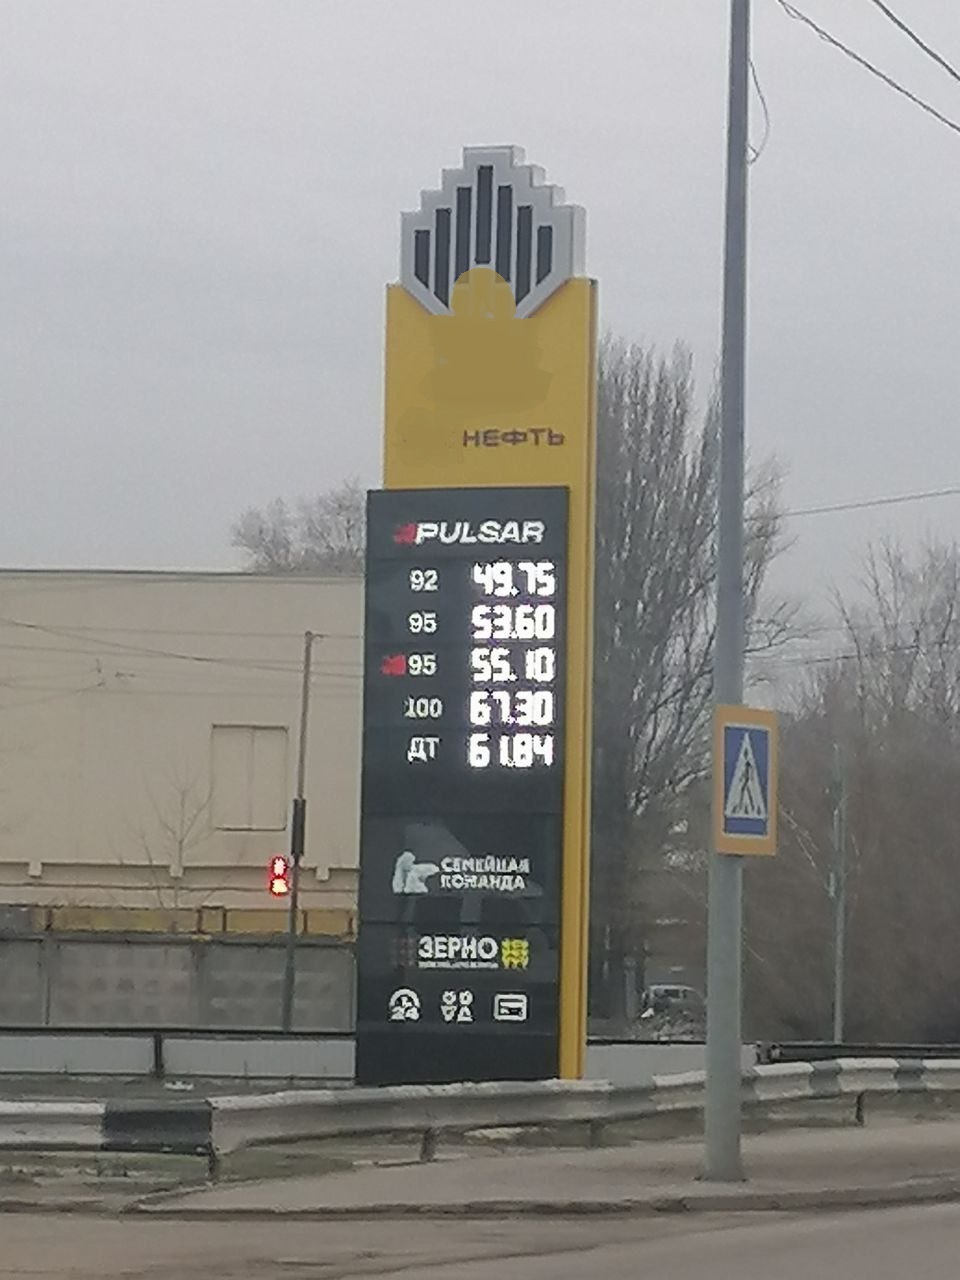 НЕФТЬ
PULSAR
92 49.75
95 53.60
95 55.10
100 67.30
ДТ 61.84
СЕМЕЙНАЯ
КОМАНДА
ЗЕРНО
24